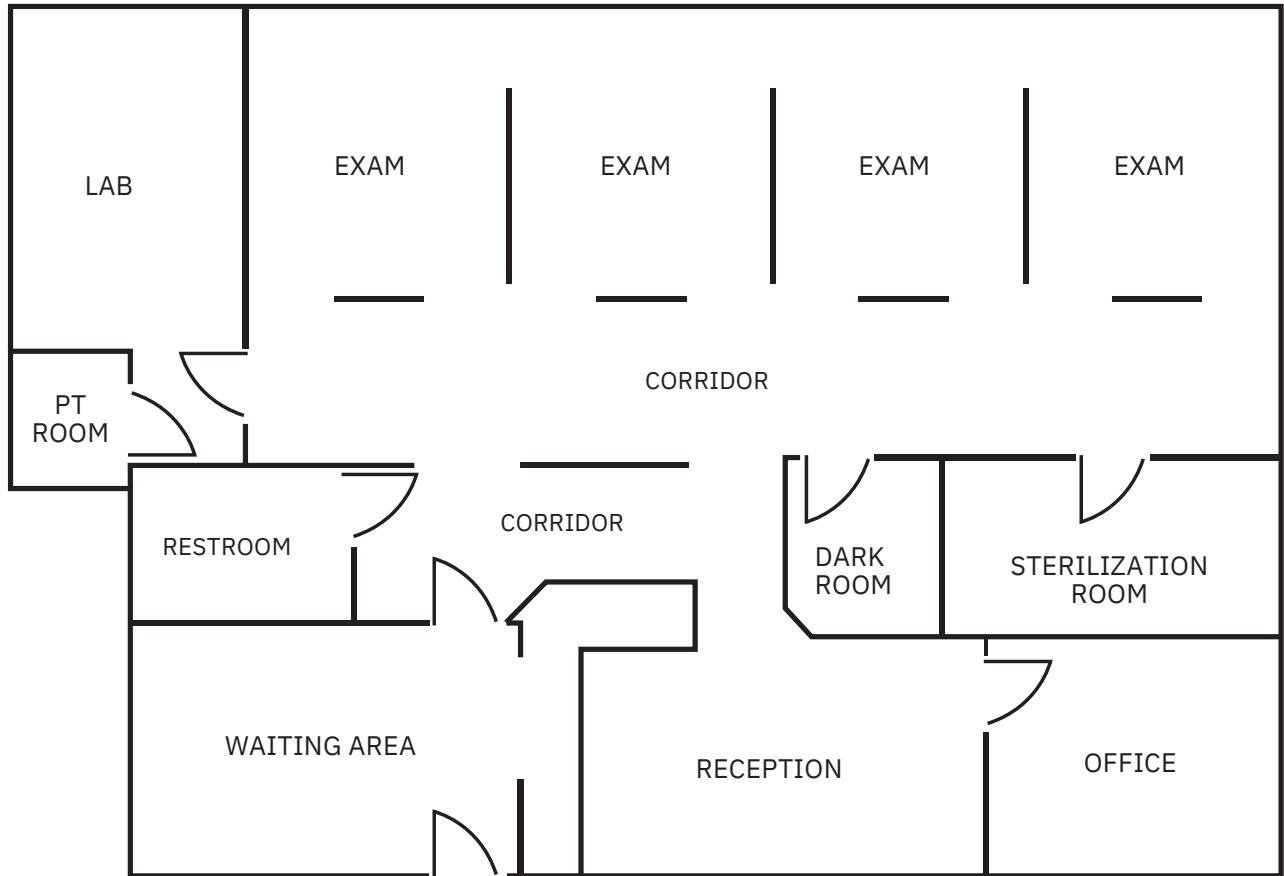 LAB
EXAM
EXAM
EXAM
EXAM
CORRIDOR
PT
ROOM
CORRIDOR
RESTROOM
DARK
ROOM
STERILIZATION
ROOM
WAITING AREA
RECEPTION
OFFICE